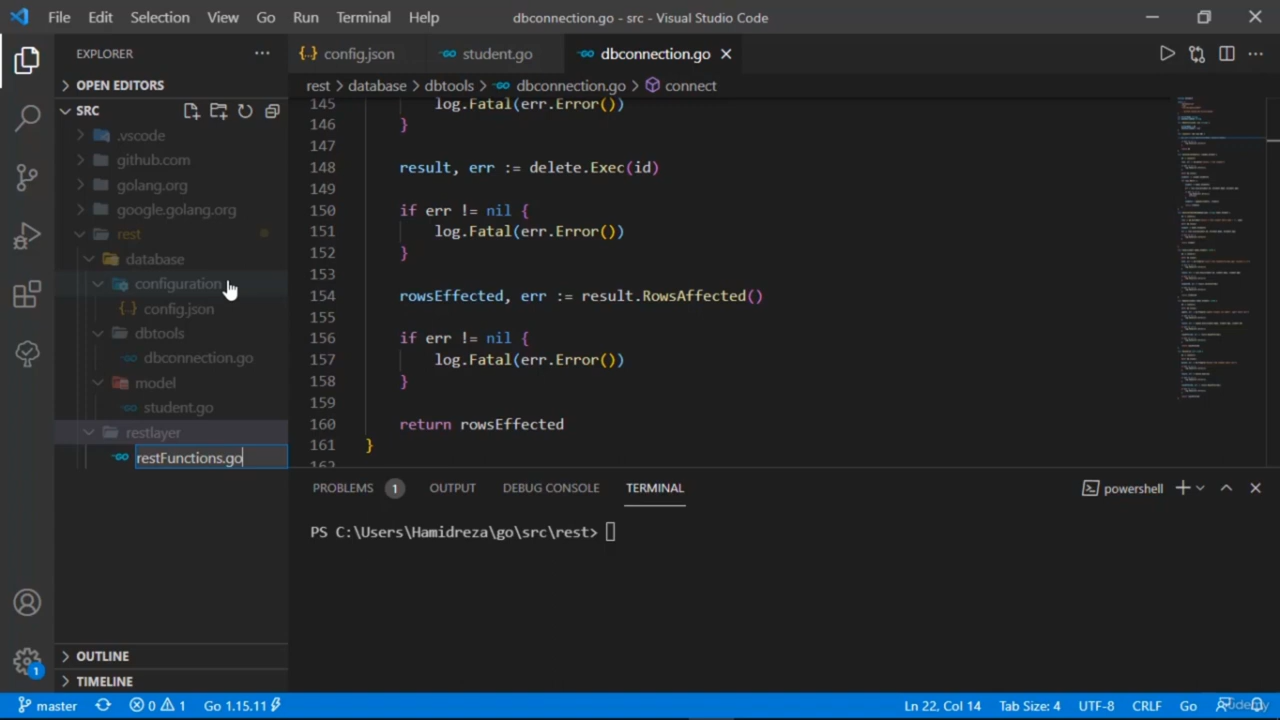 File Edit Selection View Go Run Terminal Help
dbconnection.go - src - Visual Studio Code
EXPLORER
OPEN EDITORS
SRC
.vscode
github.com
golang.org
google.golang.org
rest
database
configuration
config.json
dbtools
dbconnection.go
model
student.go
restlayer
restFunctions.go
OUTLINE
TIMELINE
config.json student.go dbconnection.go
rest > database > dbtools > dbconnection.go > connect
145 log.Fatal(err.Error())
146 }
147
148 result, err := delete.Exec(id)
149
150 if err != nil {
151 log.Fatal(err.Error())
152 }
153
154 rowsEffected, err := result.RowsAffected()
155
156 if err != nil {
157 log.Fatal(err.Error())
158 }
159
160 return rowsEffected
161 }
162
PROBLEMS 1 OUTPUT DEBUG CONSOLE TERMINAL
powershell
PS C:\Users\Hamidreza\go\src\rest>
1
master 0 1 Go 1.15.11
Ln 22, Col 14 Tab Size: 4 UTF-8 CRLF Go